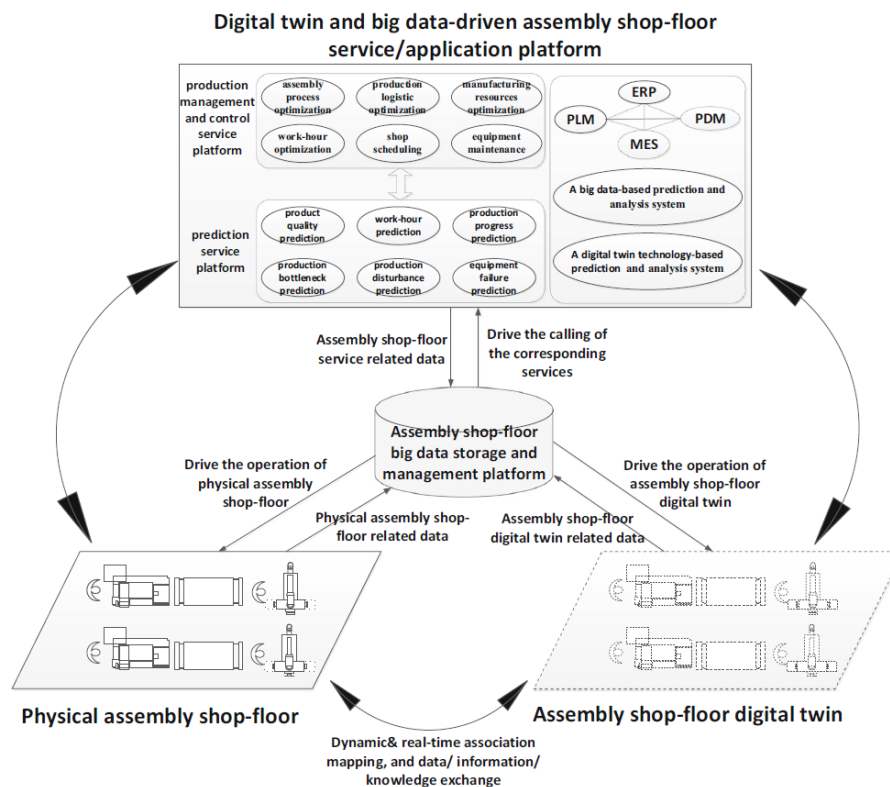 Digital twin and big data-driven assembly shop-floor
service/application platform
production
management
and control
service
platform
assembly
process
optimization
production
logistic
optimization
manufacturing
resources
optimization
work-hour
optimization
shop
scheduling
equipment
maintenance
prediction
service
platform
product
quality
prediction
work-hour
prediction
production
progress
prediction
production
bottleneck
prediction
production
disturbance
prediction
equipment
failure
prediction
ERP
PLM
PDM
MES
A big data-based prediction and
analysis system
A digital twin technology-based
prediction and analysis system
Assembly shop-floor
service related data
Drive the calling of
the corresponding
services
Assembly shop-floor
big data storage and
management platform
Drive the operation of
physical assembly
shop-floor
Physical assembly shop-
floor related data
Drive the operation of
assembly shop-floor
digital twin
Assembly shop-floor
digital twin related data
Physical assembly shop-floor
Assembly shop-floor digital twin
Dynamic& real-time association
mapping, and data/ information/
knowledge exchange